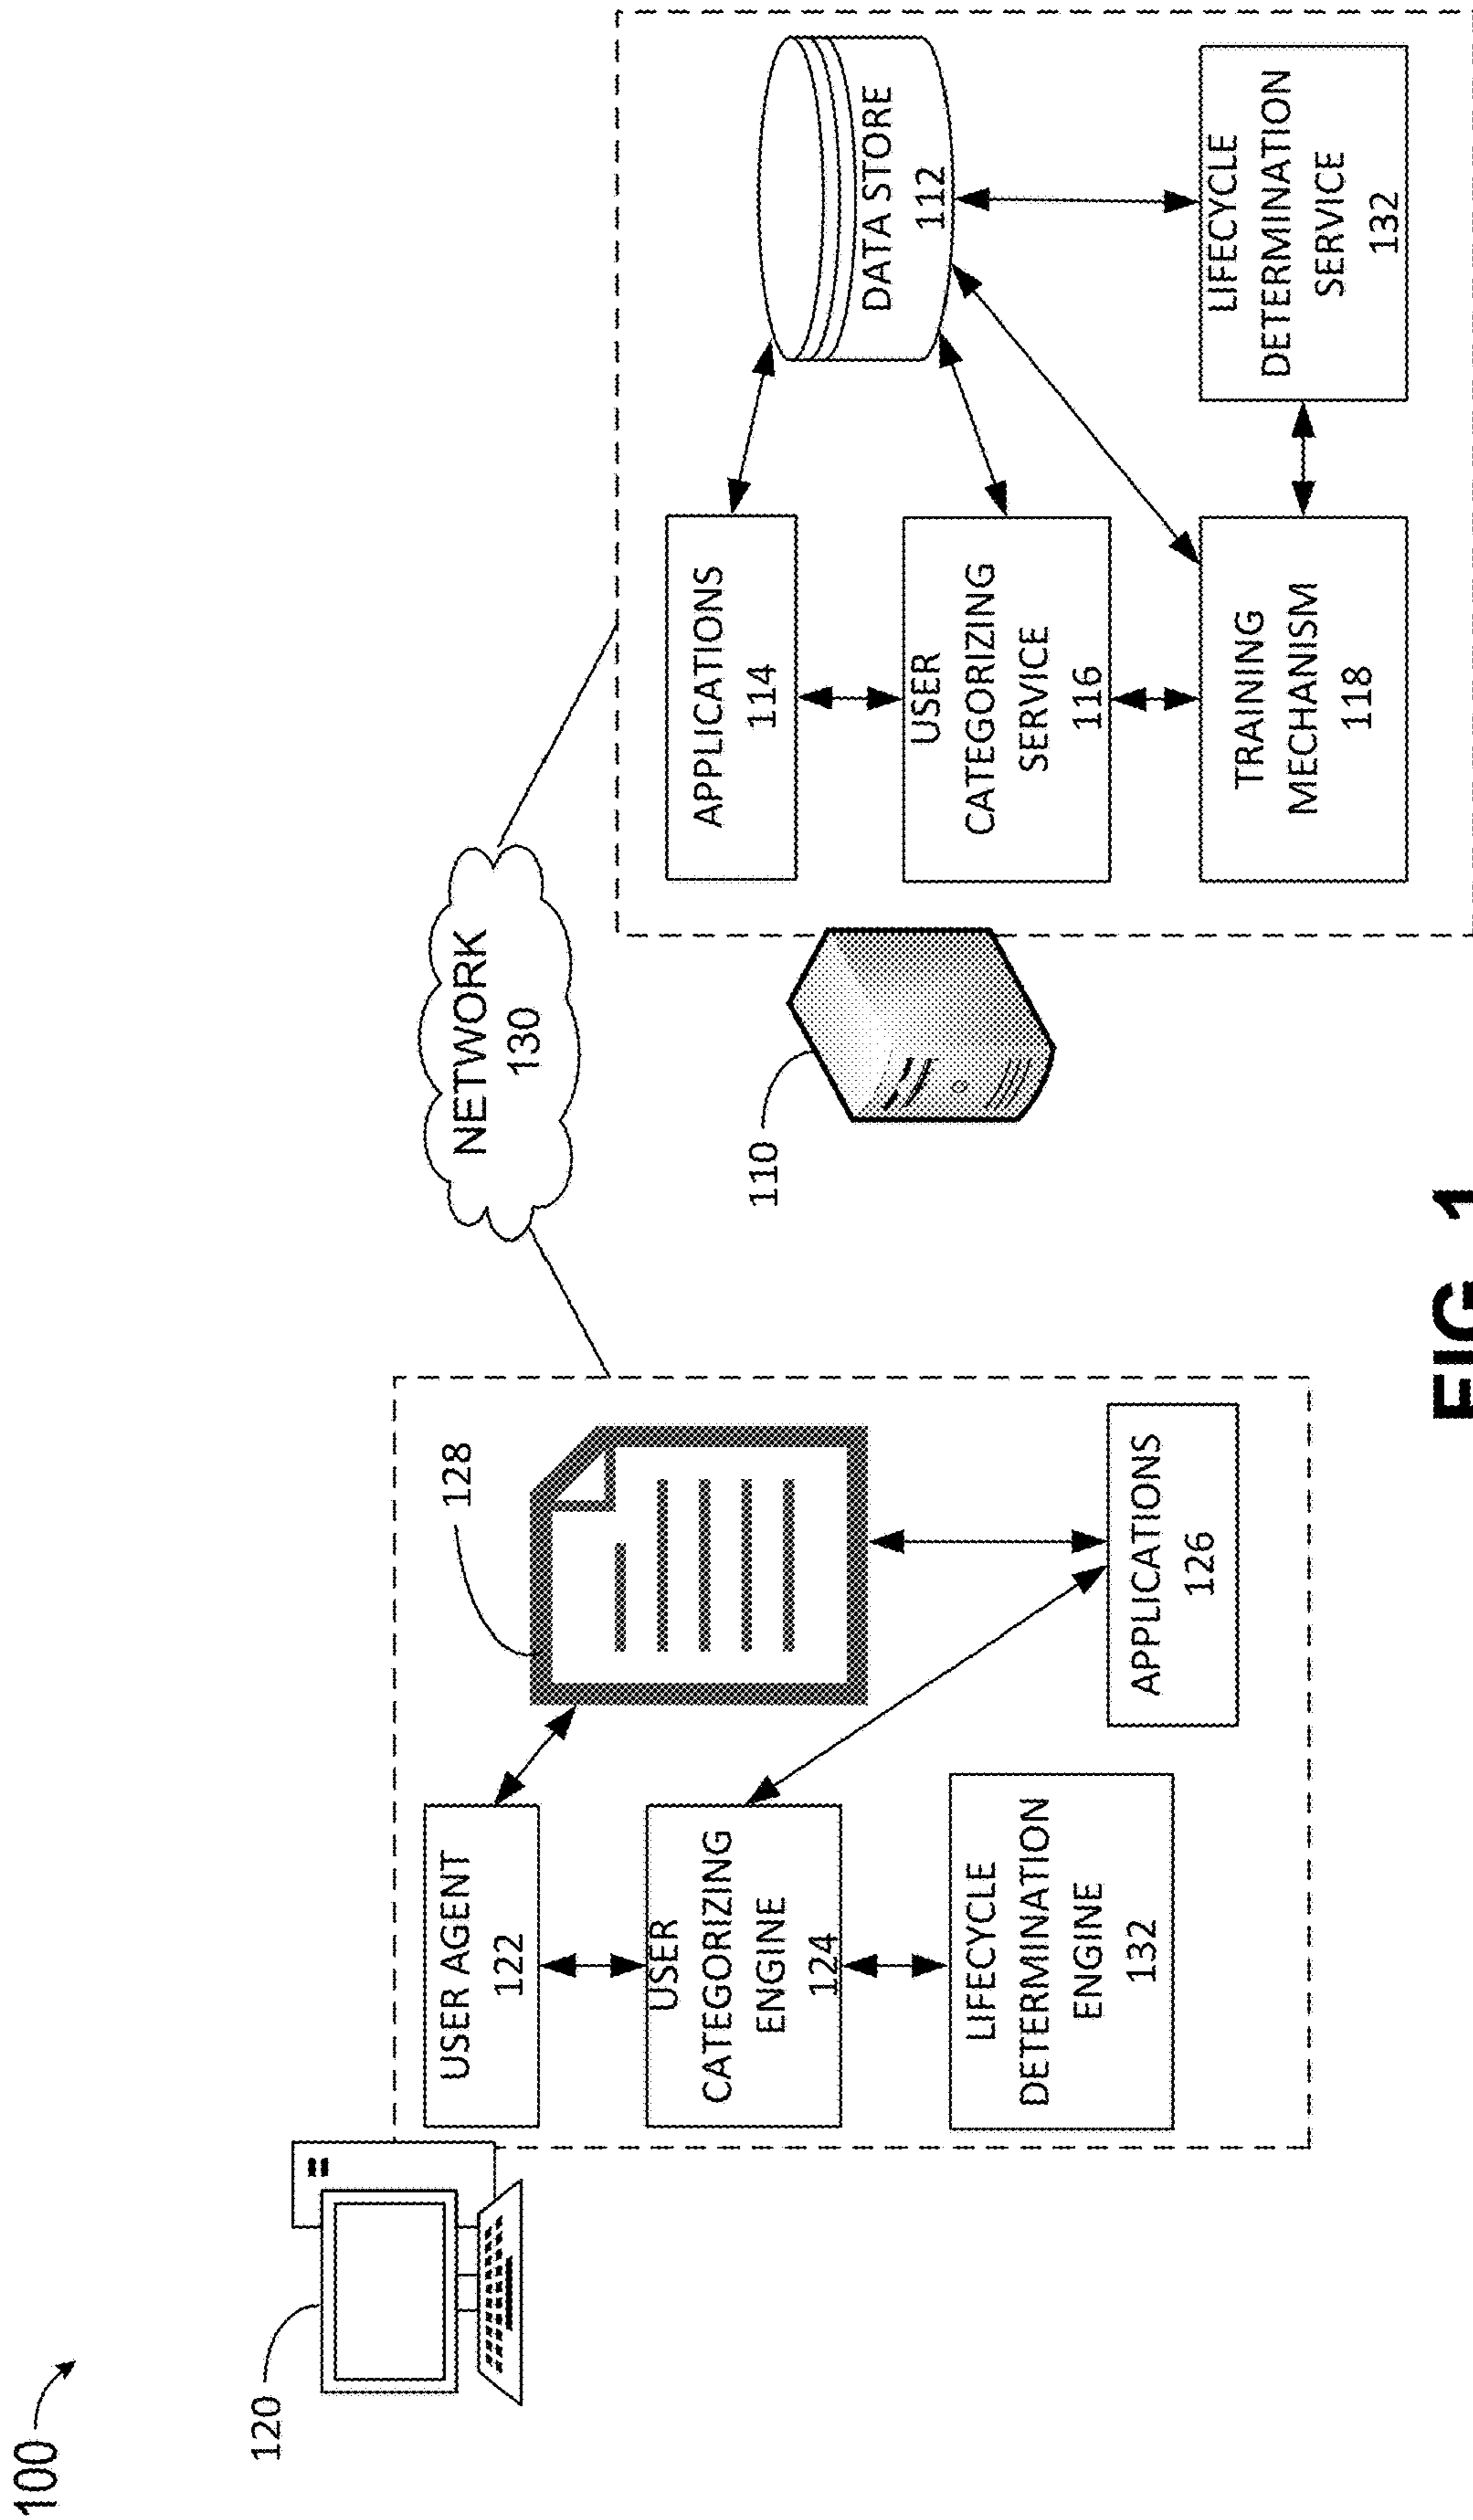 100
120
USER AGENT
122
USER
CATEGORIZING
ENGINE
124
LIFECYCLE
DETERMINATION
ENGINE
132
128
APPLICATIONS
126
NETWORK
130
110
APPLICATIONS
114
USER
CATEGORIZING
SERVICE
116
TRAINING
MECHANISM
118
DATA STORE
112
LIFECYCLE
DETERMINATION
SERVICE
132
FIG. 1